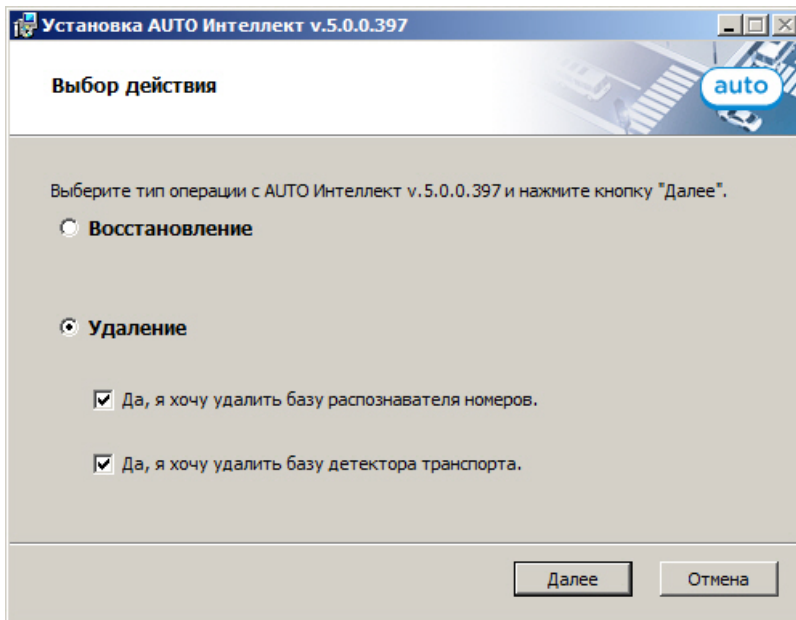 Установка AUTO Интеллект v.5.0.0.397
Выбор действия
auto
Выберите тип операции с AUTO Интеллект v.5.0.0.397 и нажмите кнопку "Далее".
Восстановление
Удаление
Да, я хочу удалить базу распознавателя номеров.
Да, я хочу удалить базу детектора транспорта.
Далее
Отмена